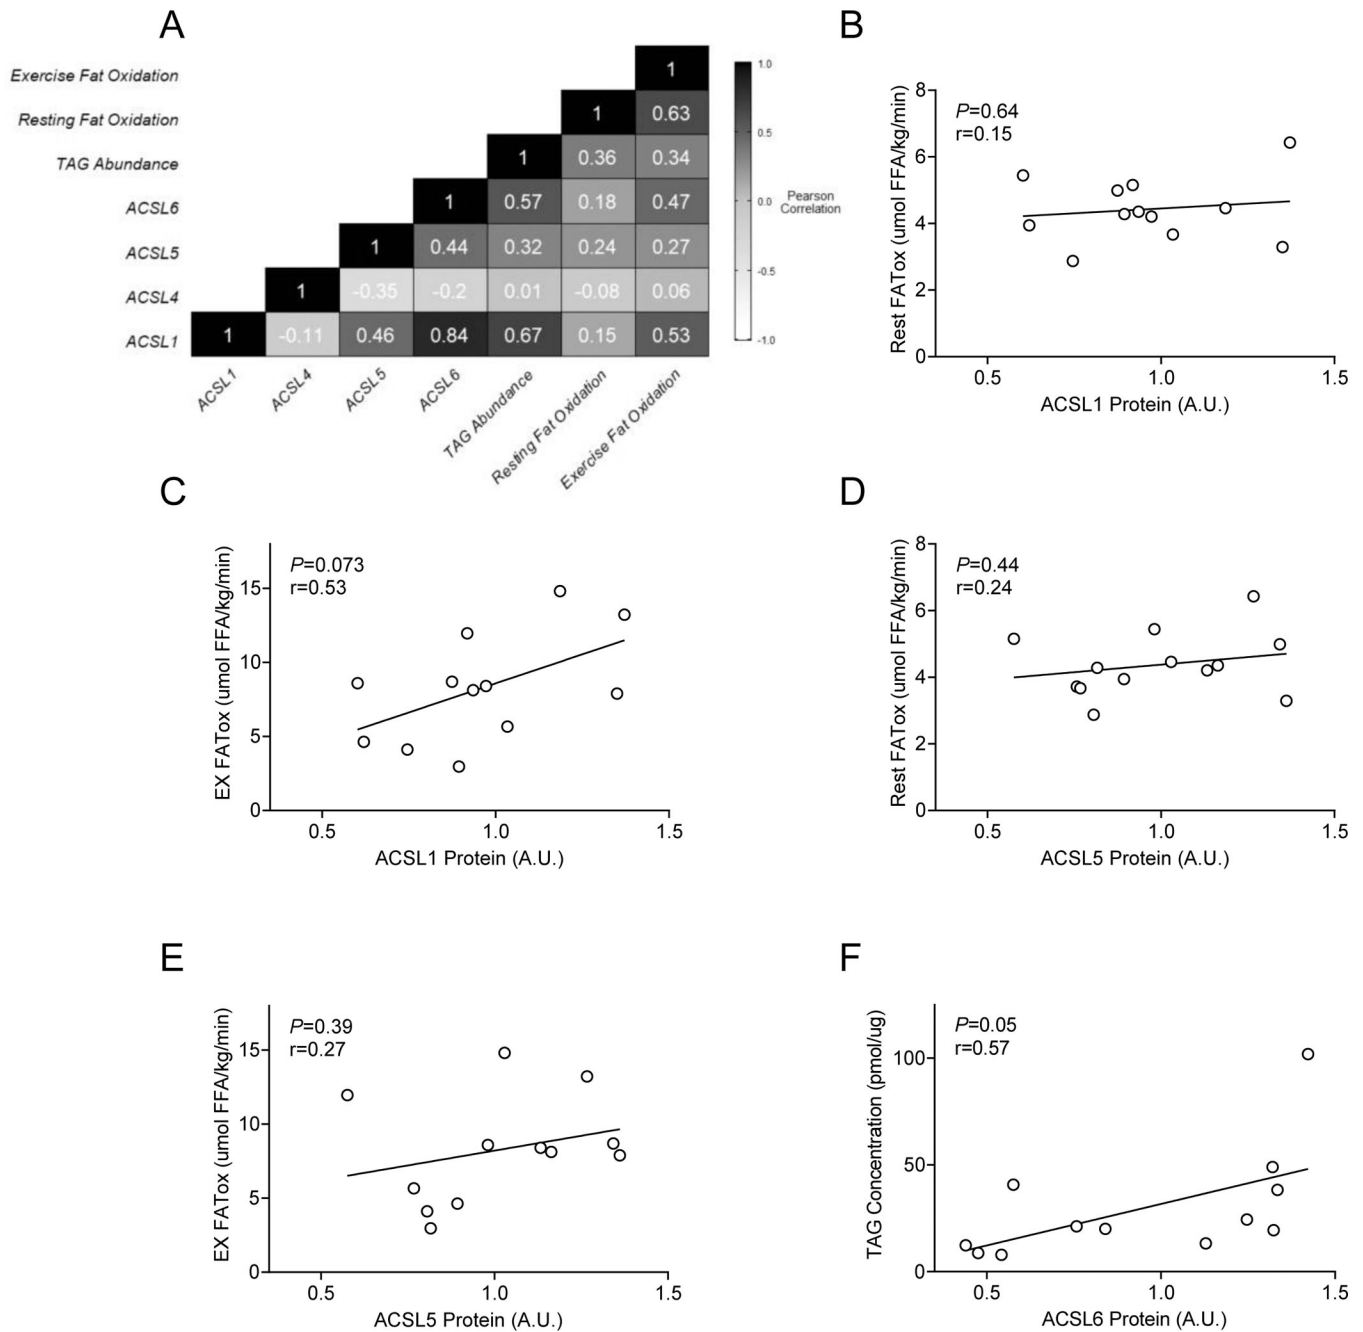 A
Exercise Fat Oxidation
1
Resting Fat Oxidation
1 0.63
TAG Abundance
1 0.36 0.34
ACSL6
1 0.57 0.18 0.47
ACSL5
1 0.44 0.32 0.24 0.27
ACSL4
1 -0.35 -0.2 0.01 -0.08 0.06
ACSL1
1 -0.11 0.46 0.84 0.67 0.15 0.53
ACSL1
ACSL4
ACSL5
ACSL6
TAG Abundance
Resting Fat Oxidation
Exercise Fat Oxidation
1.0
0.5
0.0
-0.5
-1.0
Pearson
Correlation
B
P=0.64
r=0.15
Rest FATox (umol FFA/kg/min)
8
6
4
2
0
0.5 1.0 1.5
ACSL1 Protein (A.U.)
C
P=0.073
r=0.53
EX FATox (umol FFA/kg/min)
15
10
5
0
0.5 1.0 1.5
ACSL1 Protein (A.U.)
D
P=0.44
r=0.24
Rest FATox (umol FFA/kg/min)
8
6
4
2
0
0.5 1.0 1.5
ACSL5 Protein (A.U.)
E
P=0.39
r=0.27
EX FATox (umol FFA/kg/min)
15
10
5
0
0.5 1.0 1.5
ACSL5 Protein (A.U.)
F
P=0.05
r=0.57
TAG Concentration (pmol/ug)
100
50
0
0.5 1.0 1.5
ACSL6 Protein (A.U.)